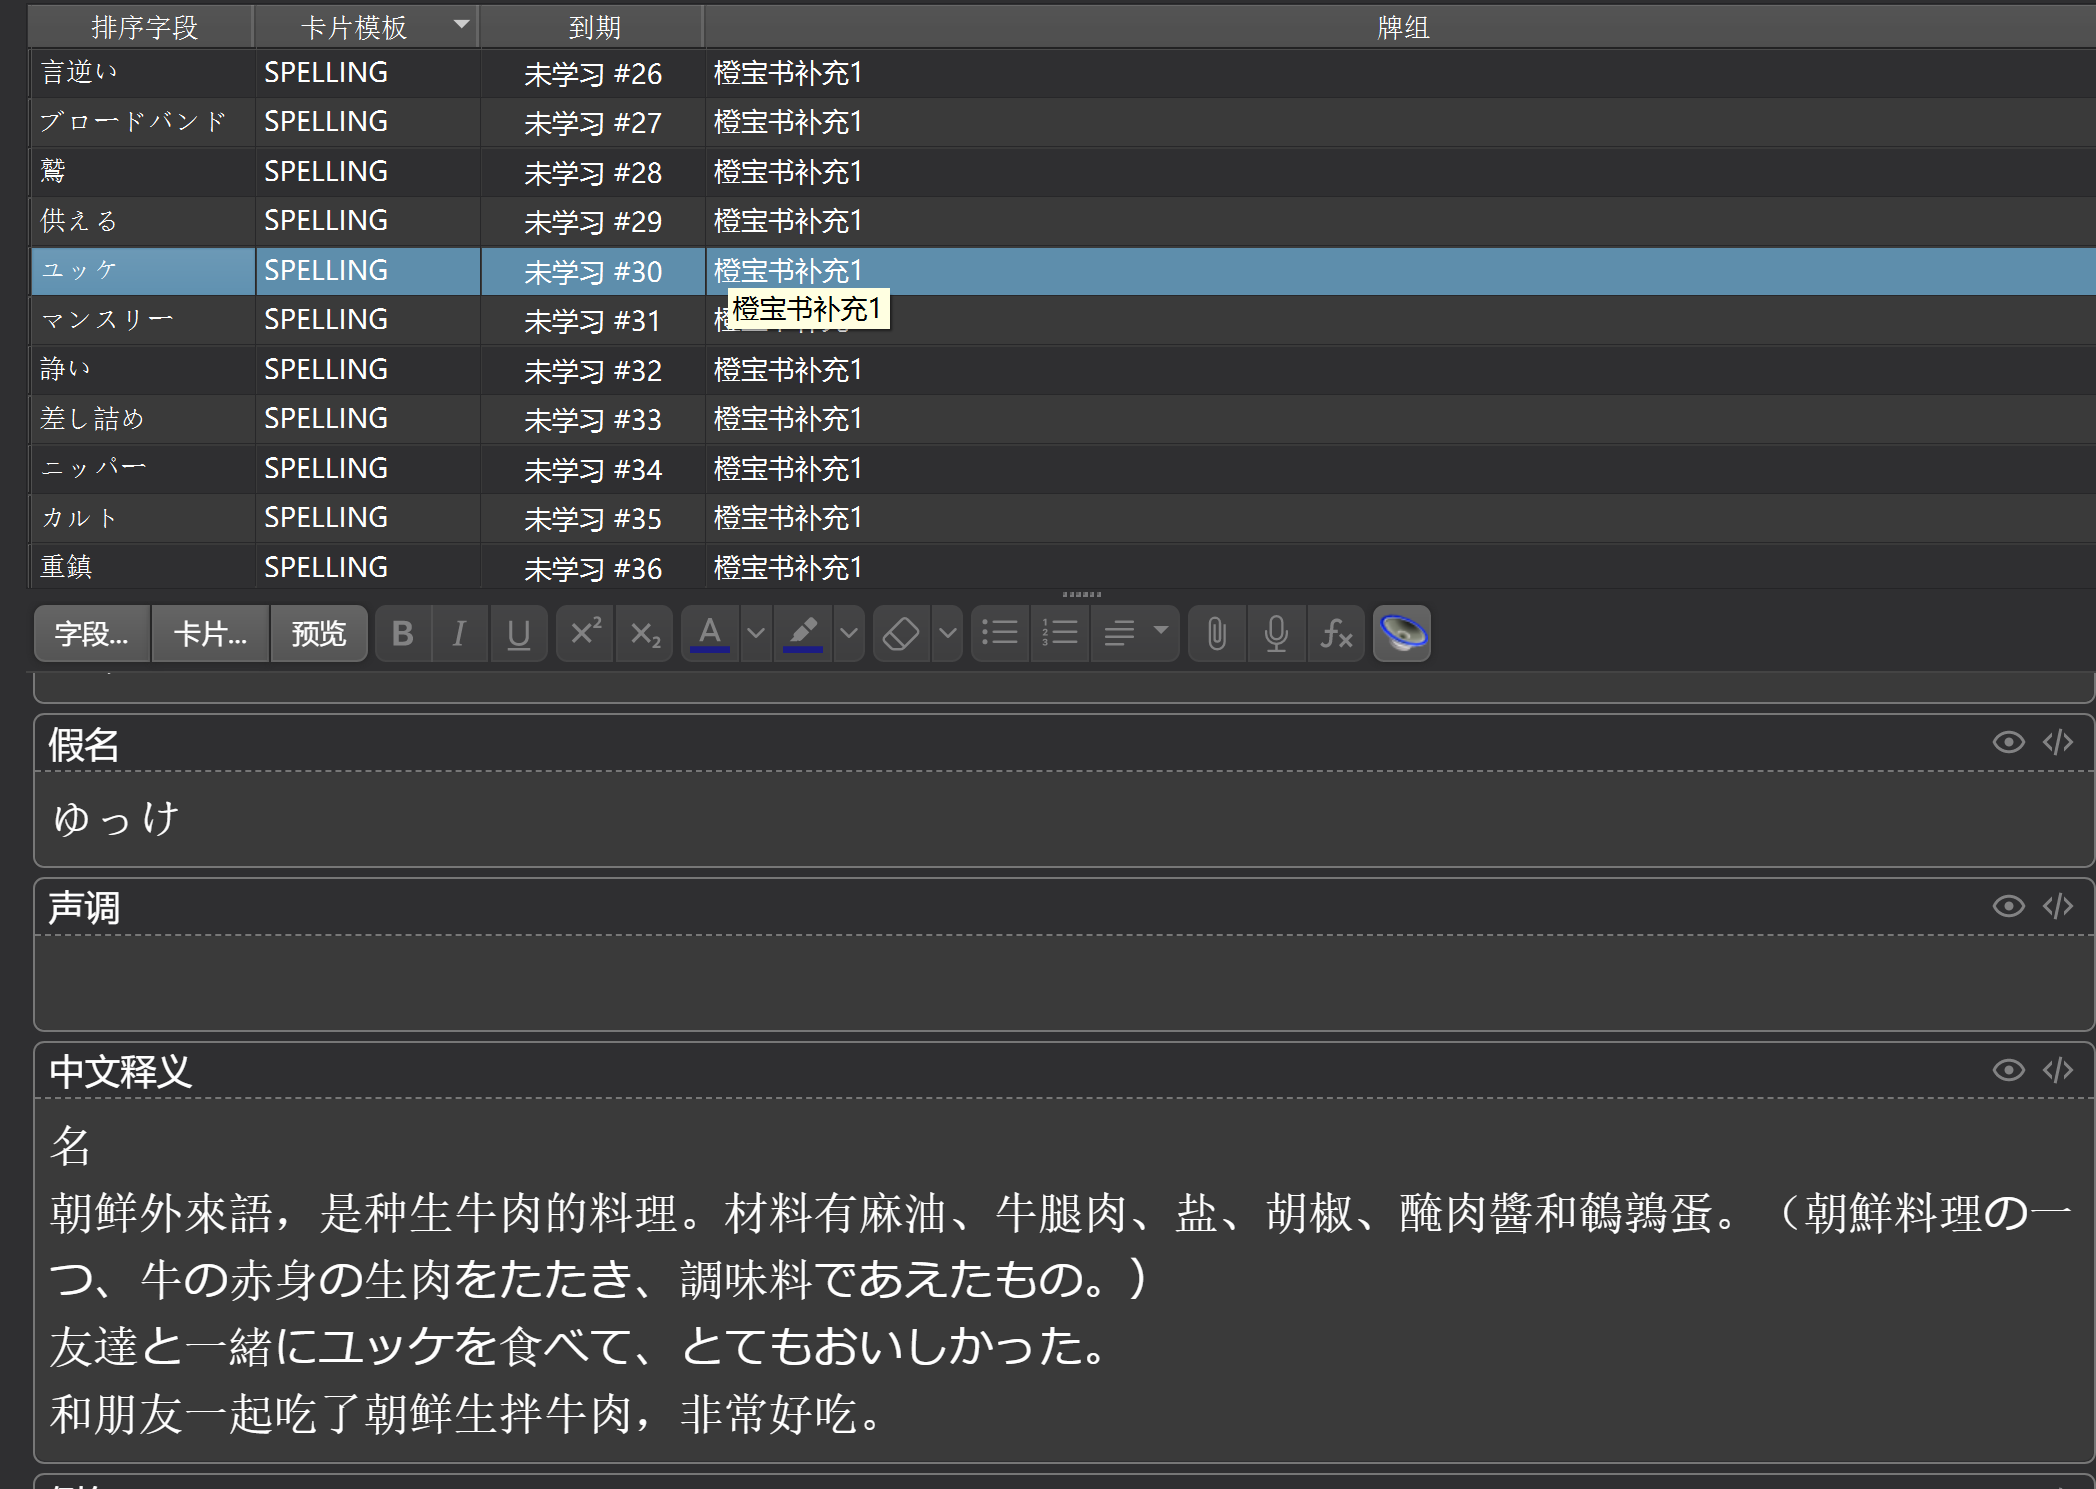 排序字段 卡片模板 到期 牌组
言逆い SPELLING 未学习 #26 橙宝书补充1
ブロードバンド SPELLING 未学习 #27 橙宝书补充1
鷲 SPELLING 未学习 #28 橙宝书补充1
供える SPELLING 未学习 #29 橙宝书补充1
ユッケ SPELLING 未学习 #30 橙宝书补充1
マンスリー SPELLING 未学习 #31 橙宝书补充1
諍い SPELLING 未学习 #32 橙宝书补充1
差し詰め SPELLING 未学习 #33 橙宝书补充1
ニッパー SPELLING 未学习 #34 橙宝书补充1
カルト SPELLING 未学习 #35 橙宝书补充1
重鎮 SPELLING 未学习 #36 橙宝书补充1
字段... 卡片... 预览
假名
ゆっけ
声调
中文释义
名
朝鲜外來語，是种生牛肉的料理。材料有麻油、牛腿肉、盐、胡椒、醃肉醬和鵪鶉蛋。（朝鮮料理の一
つ、牛の赤身の生肉をたたき、調味料であえたもの。）
友達と一緒にユッケを食べて、とてもおいしかった。
和朋友一起吃了朝鲜生拌牛肉，非常好吃。